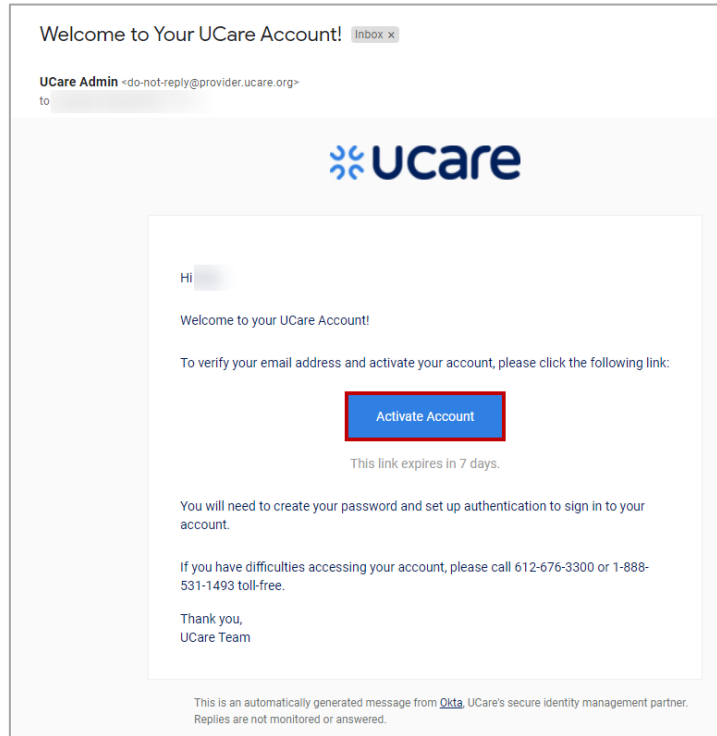 Welcome to Your UCare Account! Inbox x
UCare Admin <do-not-reply@provider.ucare.org>
to
ucare
Hi
Welcome to your UCare Account!
To verify your email address and activate your account, please click the following link:
Activate Account
This link expires in 7 days.
You will need to create your password and set up authentication to sign in to your
account.
If you have difficulties accessing your account, please call 612-676-3300 or 1-888-
531-1493 toll-free.
Thank you,
UCare Team
This is an automatically generated message from Okta, UCare's secure identity management partner.
Replies are not monitored or answered.